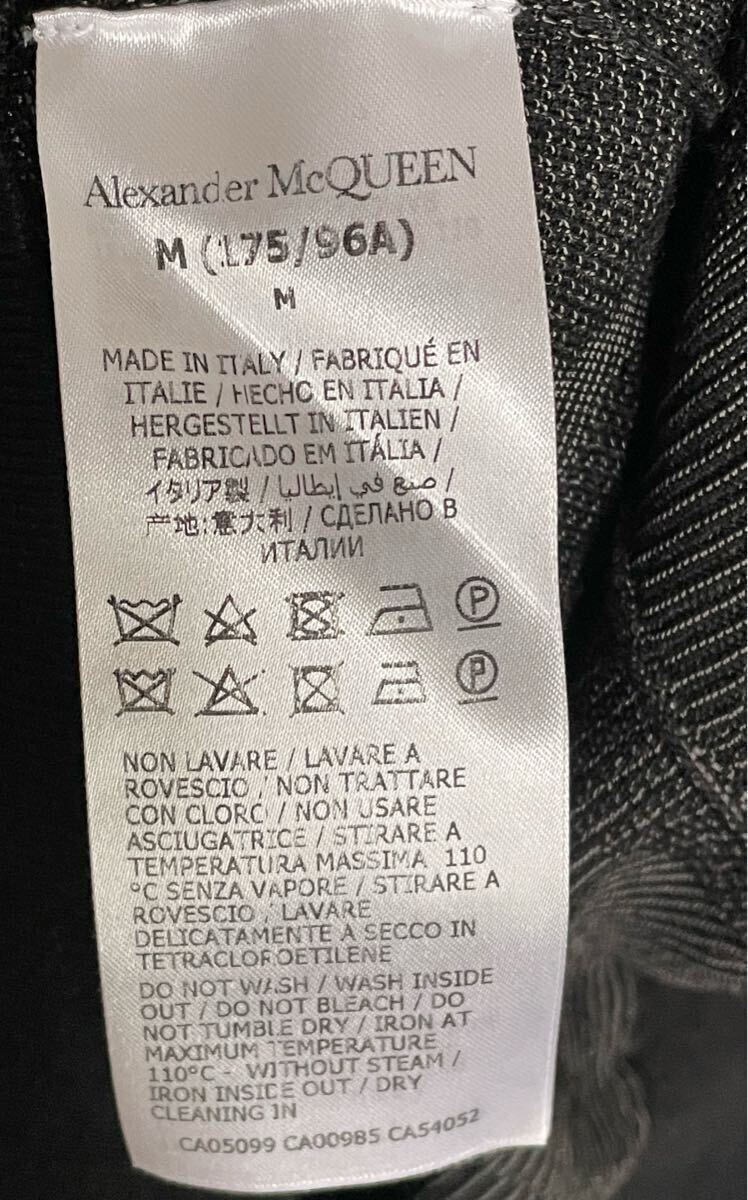 Alexander McQUEEN
M (175/96A)
M
MADE IN ITALY / FABRIQUÉ EN
ITALIE / HECHO EN ITALIA /
HERGESTELLT IN ITALIEN /
FABRICADO EM ITÁLIA /
イタリア製 / صنع في إيطاليا /
产地:意大利 / СДЕЛАНО В
ИТАЛИИ
P
P
NON LAVARE / LAVARE A
ROVESCIO / NON TRATTARE
CON CLORO / NON USARE
ASCIUGATRICE / STIRARE A
TEMPERATURA MASSIMA 110
°C SENZA VAPORE / STIRARE A
ROVESCIO / LAVARE
DELICATAMENTE A SECCO IN
TETRACLOROETILENE
DO NOT WASH / WASH INSIDE
OUT / DO NOT BLEACH / DO
NOT TUMBLE DRY / IRON AT
MAXIMUM TEMPERATURE
110°C - WITHOUT STEAM /
IRON INSIDE OUT / DRY
CLEANING IN
CA05099 CA00985 CA54052